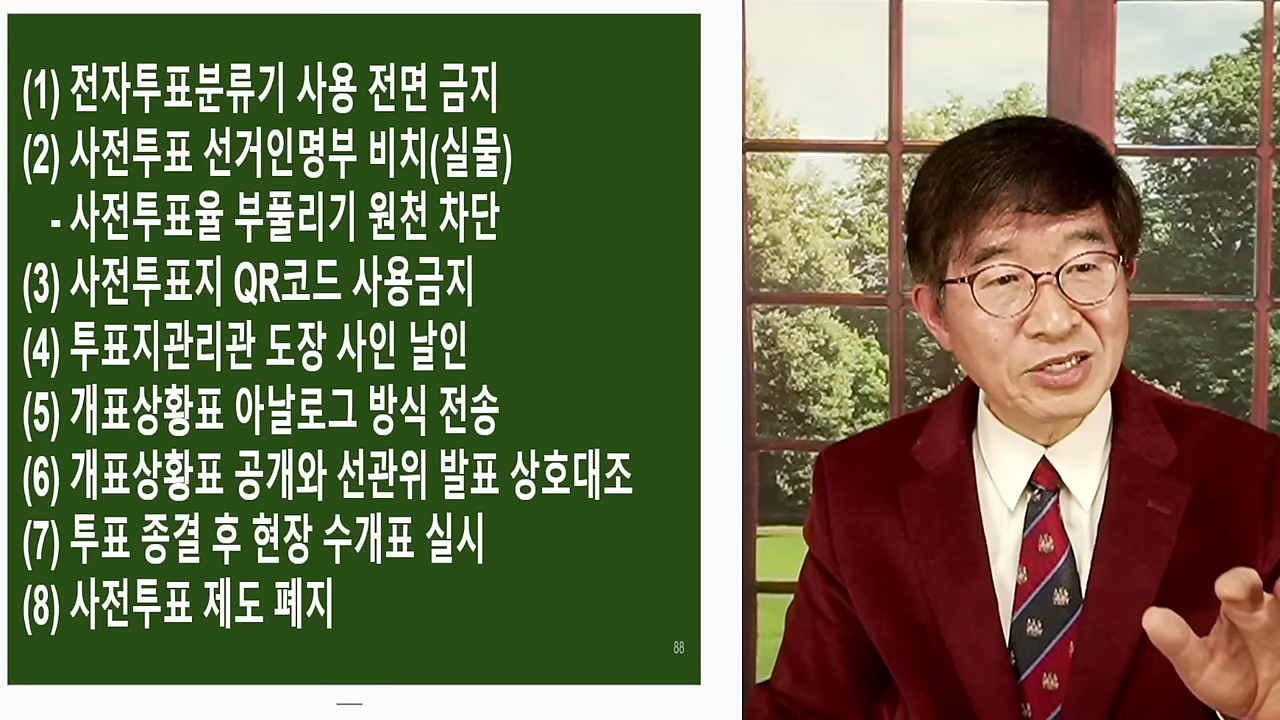 (1) 전자투표분류기 사용 전면 금지
(2) 사전투표 선거인명부 비치(실물)
- 사전투표율 부풀리기 원천 차단
(3) 사전투표지 QR코드 사용금지
(4) 투표지관리관 도장 사인 날인
(5) 개표상황표 아날로그 방식 전송
(6) 개표상황표 공개와 선관위 발표 상호대조
(7) 투표 종결 후 현장 수개표 실시
(8) 사전투표 제도 폐지
88